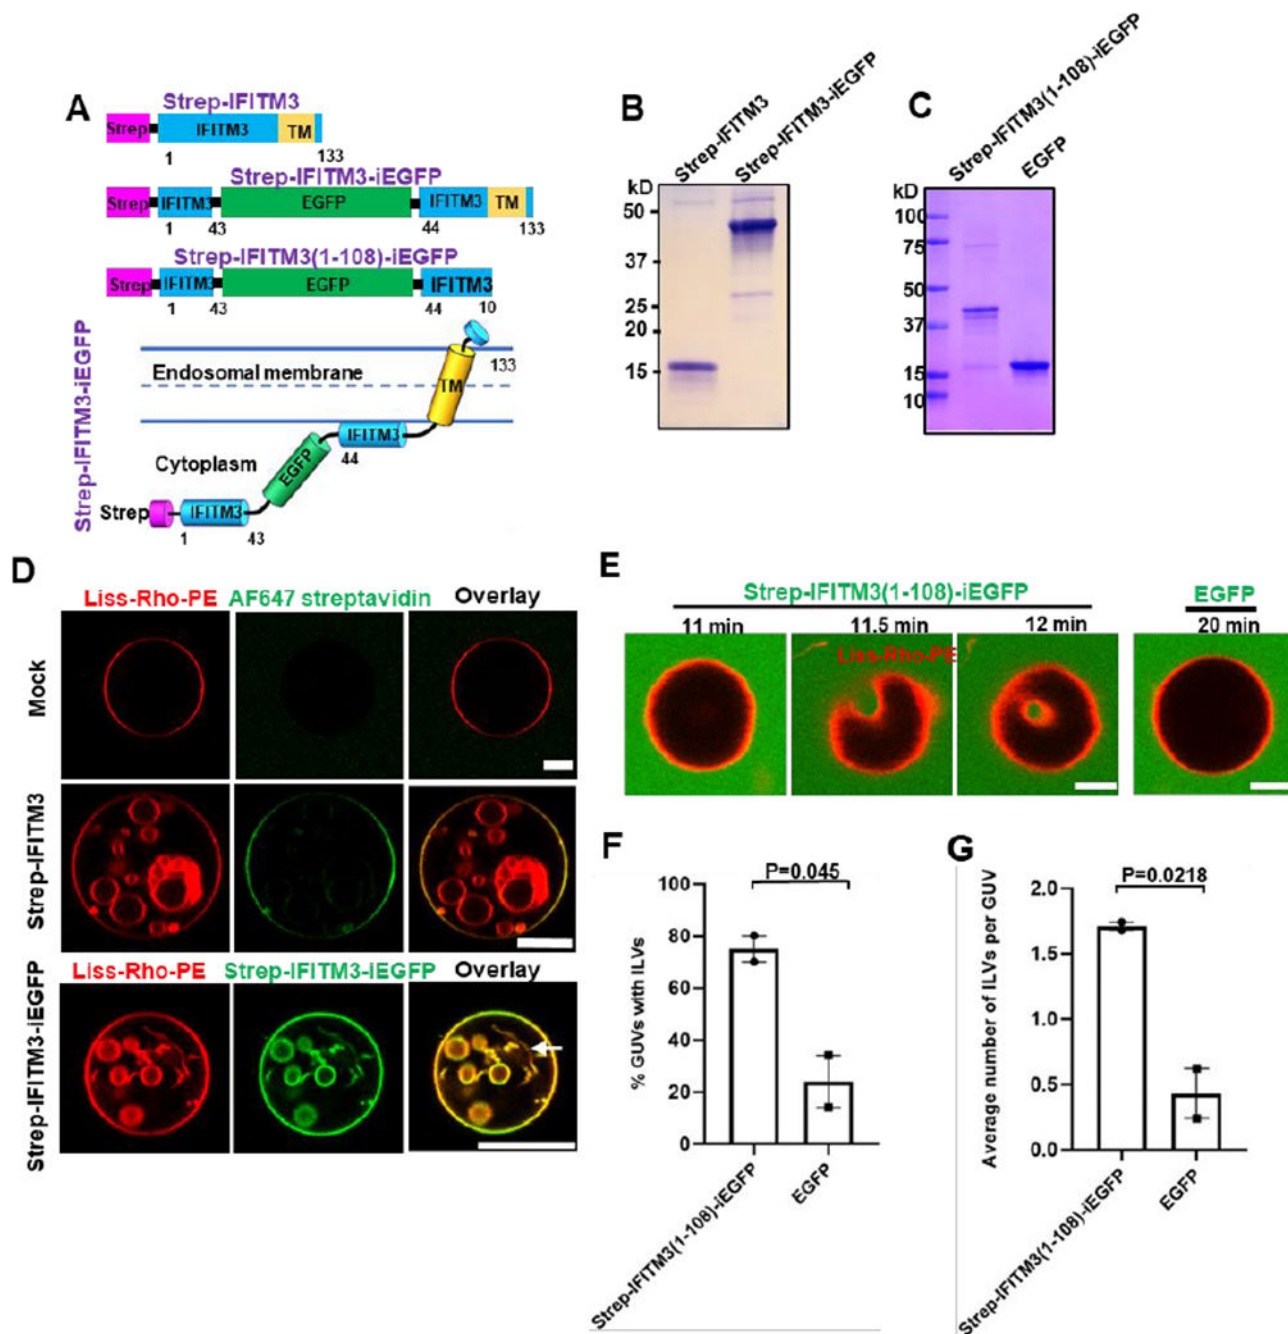 A
Strep-IFITM3
Strep IFITM3 TM
1 133
Strep-IFITM3-iEGFP
Strep IFITM3 EGFP IFITM3 TM
1 43 44 133
Strep-IFITM3(1-108)-iEGFP
Strep IFITM3 EGFP IFITM3
1 43 44 10
Strep-IFITM3-iEGFP
Endosomal membrane
TM
133
IFITM3
44
Cytoplasm
EGFP
Strep IFITM3
1 43
B
Strep-IFITM3
Strep-IFITM3-iEGFP
kD
50
37
25
20
15
C
Strep-IFITM3(1-108)-iEGFP
EGFP
kD
100
75
50
37
15
10
D
Liss-Rho-PE AF647 streptavidin Overlay
Mock
Strep-IFITM3
Liss-Rho-PE Strep-IFITM3-iEGFP Overlay
Strep-IFITM3-iEGFP
E
Strep-IFITM3(1-108)-iEGFP EGFP
11 min 11.5 min 12 min 20 min
Liss-Rho-PE
F
P=0.045
% GUVs with ILVs
100
80
60
40
20
0
Strep-IFITM3(1-108)-iEGFP
EGFP
G
P=0.0218
Average number of ILVs per GUV
2.0
1.5
1.0
0.5
0.0
Strep-IFITM3(1-108)-iEGFP
EGFP